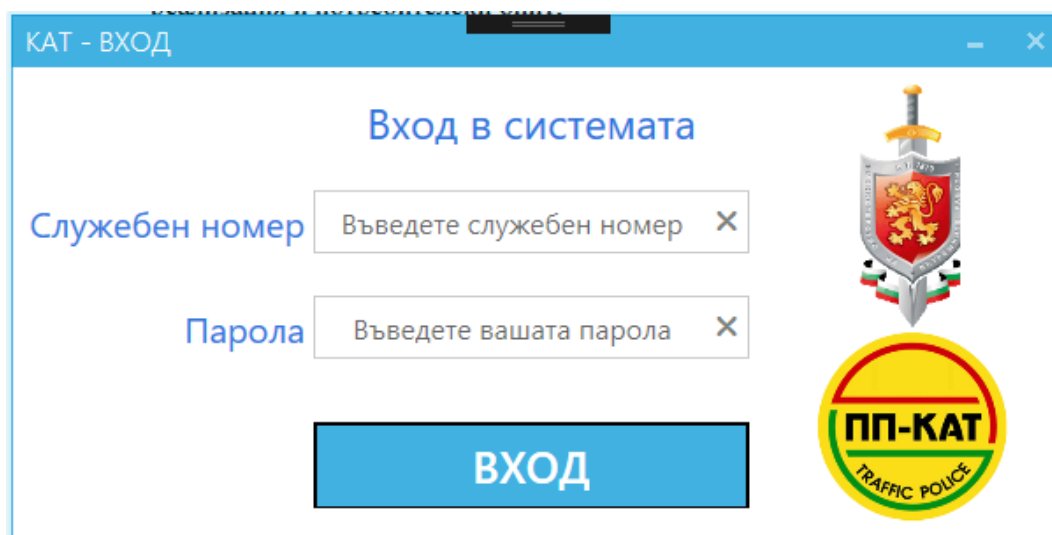 КАТ - ВХОД
Вход в системата
Служебен номер
Въведете служебен номер
Парола
Въведете вашата парола
ВХОД
ПП-КАТ
TRAFFIC POLICE